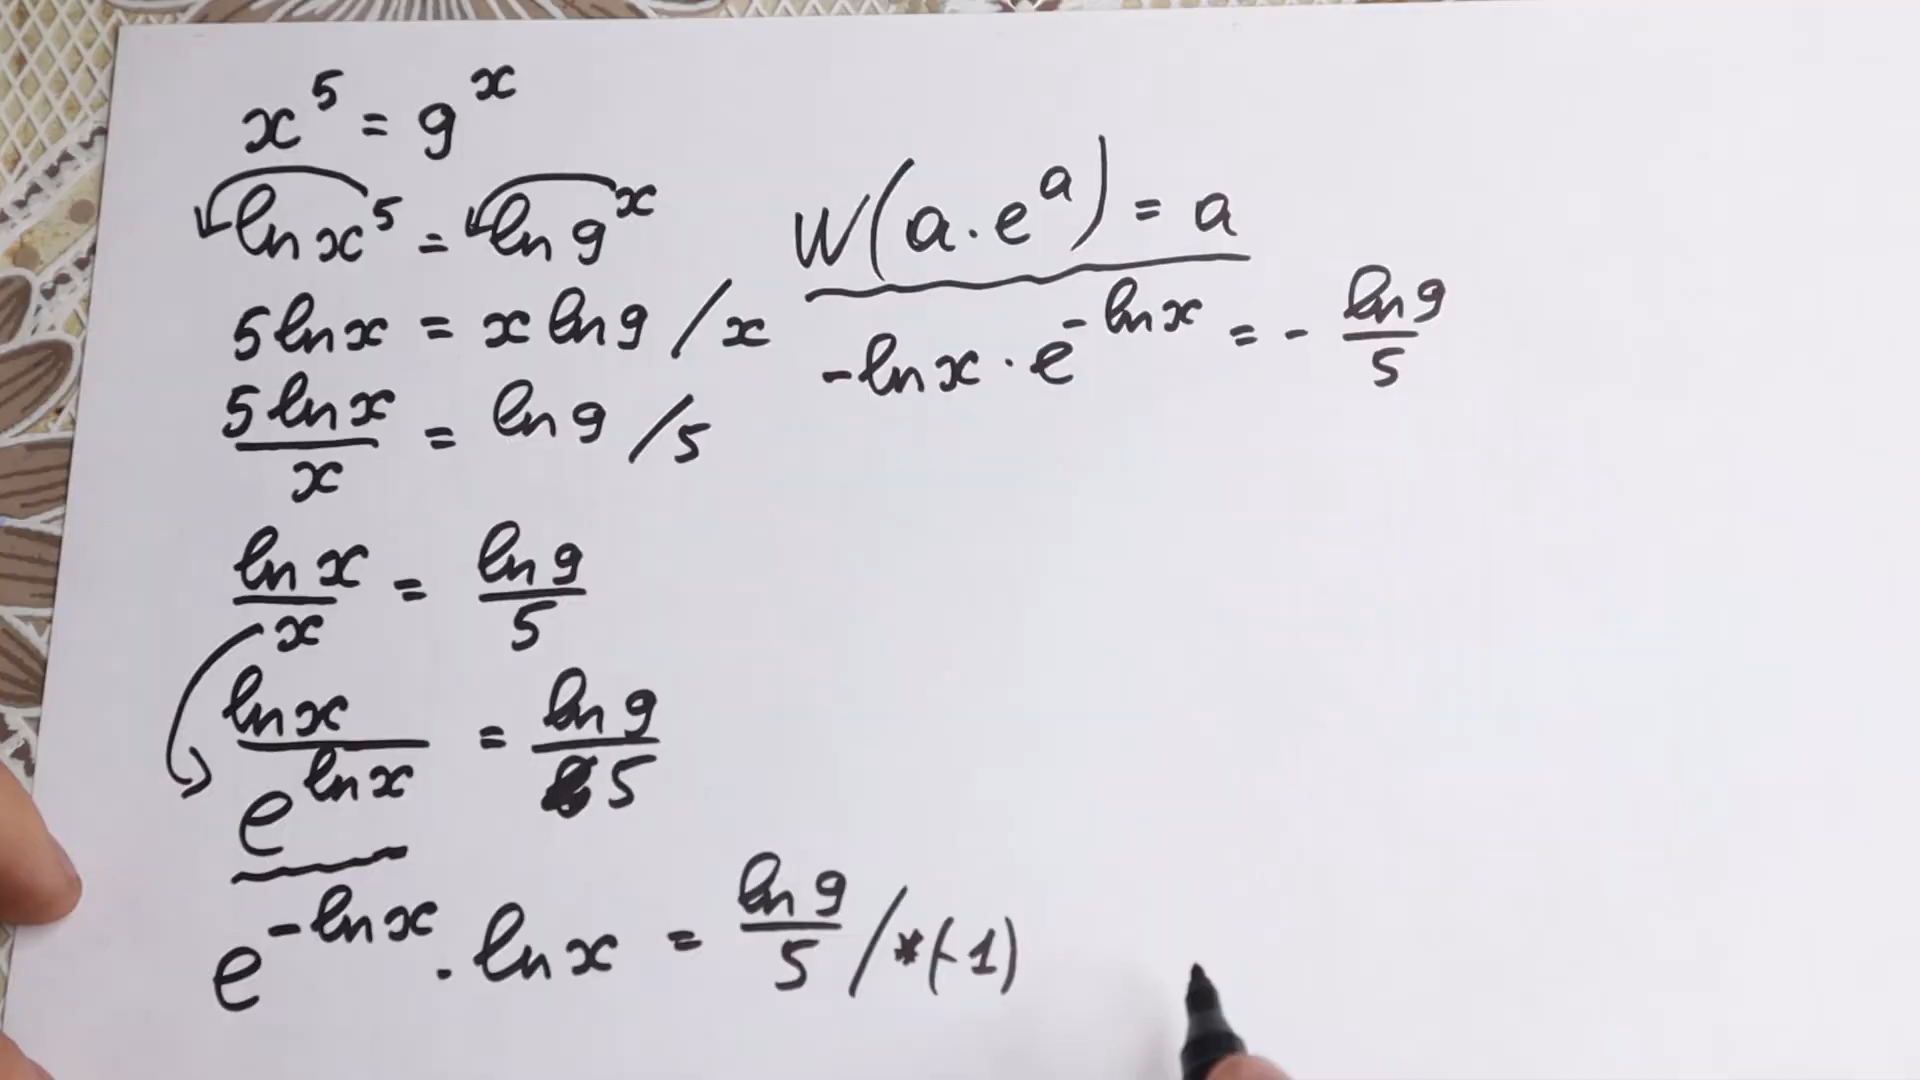 x^5 = 9^x
ln x^5 = ln 9^x
5 ln x = x ln 9 / x
5 ln x / x = ln 9 / 5
ln x / x = ln 9 / 5
ln x / e^(ln x) = ln 9 / 5
e^(-ln x) · ln x = ln 9 / 5 / *(-1)
W(a · e^a) = a
-ln x · e^(-ln x) = - ln 9 / 5